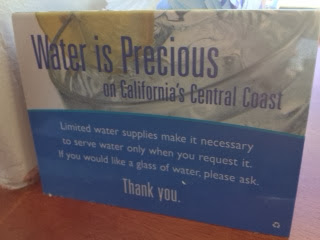 Water is Precious
on California's Central Coast
Limited water supplies make it necessary
to serve water only when you request it.
If you would like a glass of water, please ask.
Thank you.